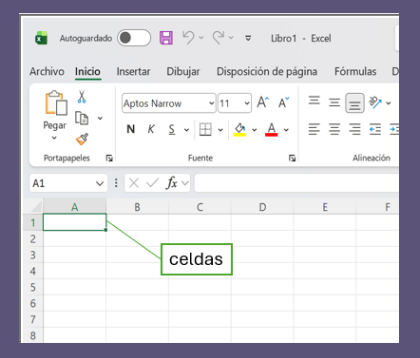 Autoguardado Libro1 - Excel
Archivo Inicio Insertar Dibujar Disposición de página Fórmulas D
Aptos Narrow 11 A^ A˅
Pegar N K S A
Portapapeles Fuente Alineación
A1 fx
A B C D E F
1
2
3 celdas
4
5
6
7
8